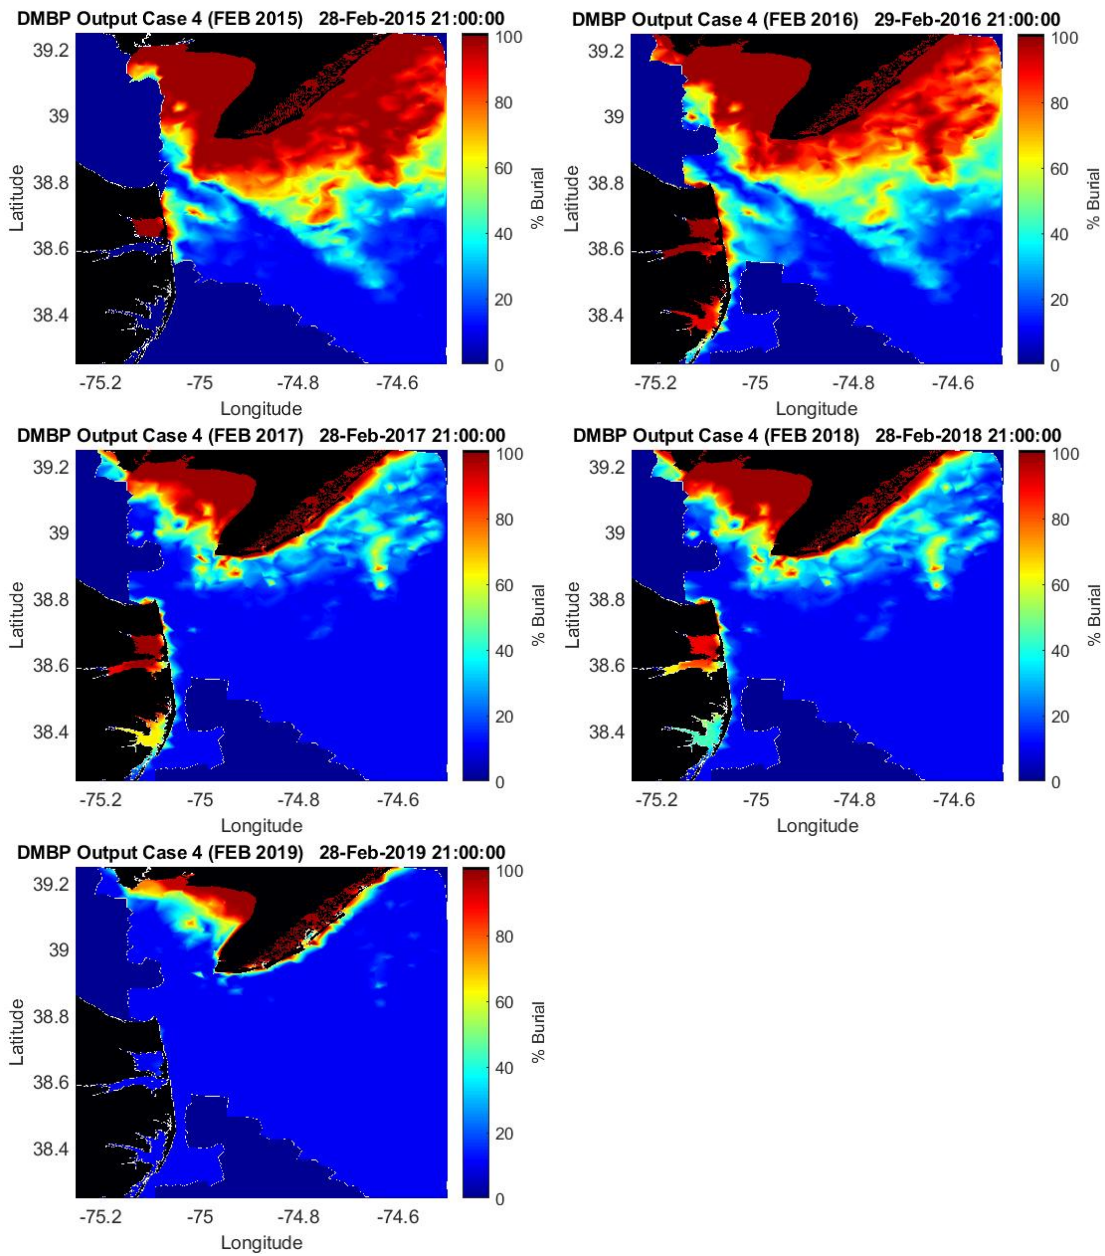 DMBP Output Case 4 (FEB 2015) 28-Feb-2015 21:00:00
39.2
39
38.8
38.6
38.4
Latitude
-75.2 -75 -74.8 -74.6
Longitude
100
80
60
40
20
0
% Burial
DMBP Output Case 4 (FEB 2016) 29-Feb-2016 21:00:00
39.2
39
38.8
38.6
38.4
Latitude
-75.2 -75 -74.8 -74.6
Longitude
100
80
60
40
20
0
% Burial
DMBP Output Case 4 (FEB 2017) 28-Feb-2017 21:00:00
39.2
39
38.8
38.6
38.4
Latitude
-75.2 -75 -74.8 -74.6
Longitude
100
80
60
40
20
0
% Burial
DMBP Output Case 4 (FEB 2018) 28-Feb-2018 21:00:00
39.2
39
38.8
38.6
38.4
Latitude
-75.2 -75 -74.8 -74.6
Longitude
100
80
60
40
20
0
% Burial
DMBP Output Case 4 (FEB 2019) 28-Feb-2019 21:00:00
39.2
39
38.8
38.6
38.4
Latitude
-75.2 -75 -74.8 -74.6
Longitude
100
80
60
40
20
0
% Burial